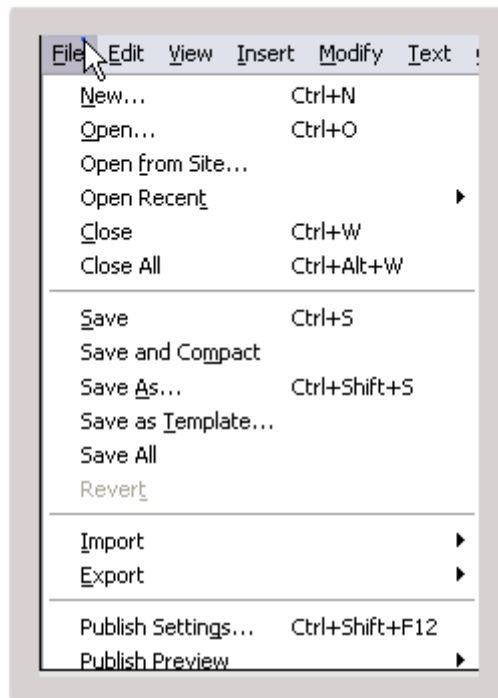 File Edit View Insert Modify Text
New... Ctrl+N
Open... Ctrl+O
Open from Site...
Open Recent
Close Ctrl+W
Close All Ctrl+Alt+W
Save Ctrl+S
Save and Compact
Save As... Ctrl+Shift+S
Save as Template...
Save All
Revert
Import
Export
Publish Settings... Ctrl+Shift+F12
Publish Preview